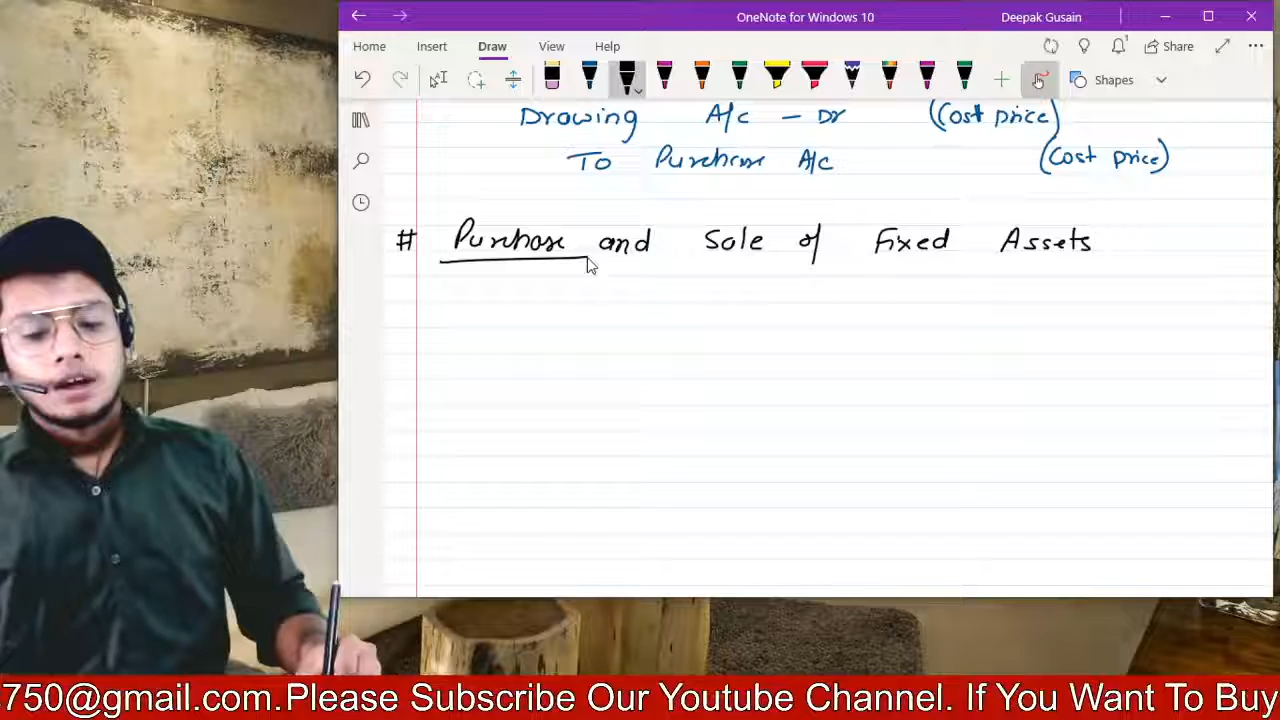 OneNote for Windows 10
Deepak Gusain
Home Insert Draw View Help
Share
Shapes
Drawing A/c - Dr (Cost price)
To Purchase A/c (Cost price)
# Purchase and Sale of Fixed Assets
750@gmail.com.Please Subscribe Our Youtube Channel. If You Want To Buy